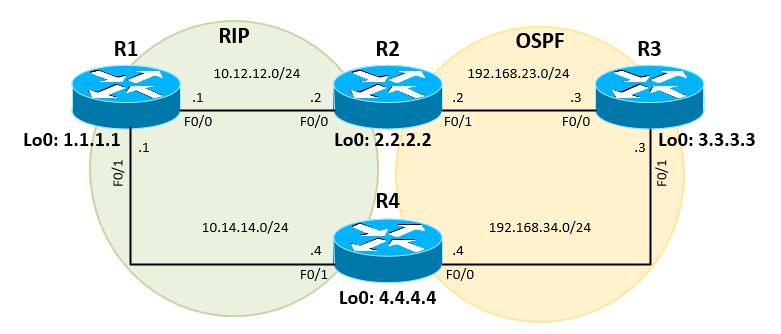 RIP
OSPF
R1
R2
R3
10.12.12.0/24
192.168.23.0/24
.1
.2
.2
.3
F0/0
F0/0
F0/1
F0/0
Lo0: 1.1.1.1
Lo0: 2.2.2.2
Lo0: 3.3.3.3
.1
.3
F0/1
F0/1
R4
10.14.14.0/24
192.168.34.0/24
.4
.4
F0/1
F0/0
Lo0: 4.4.4.4